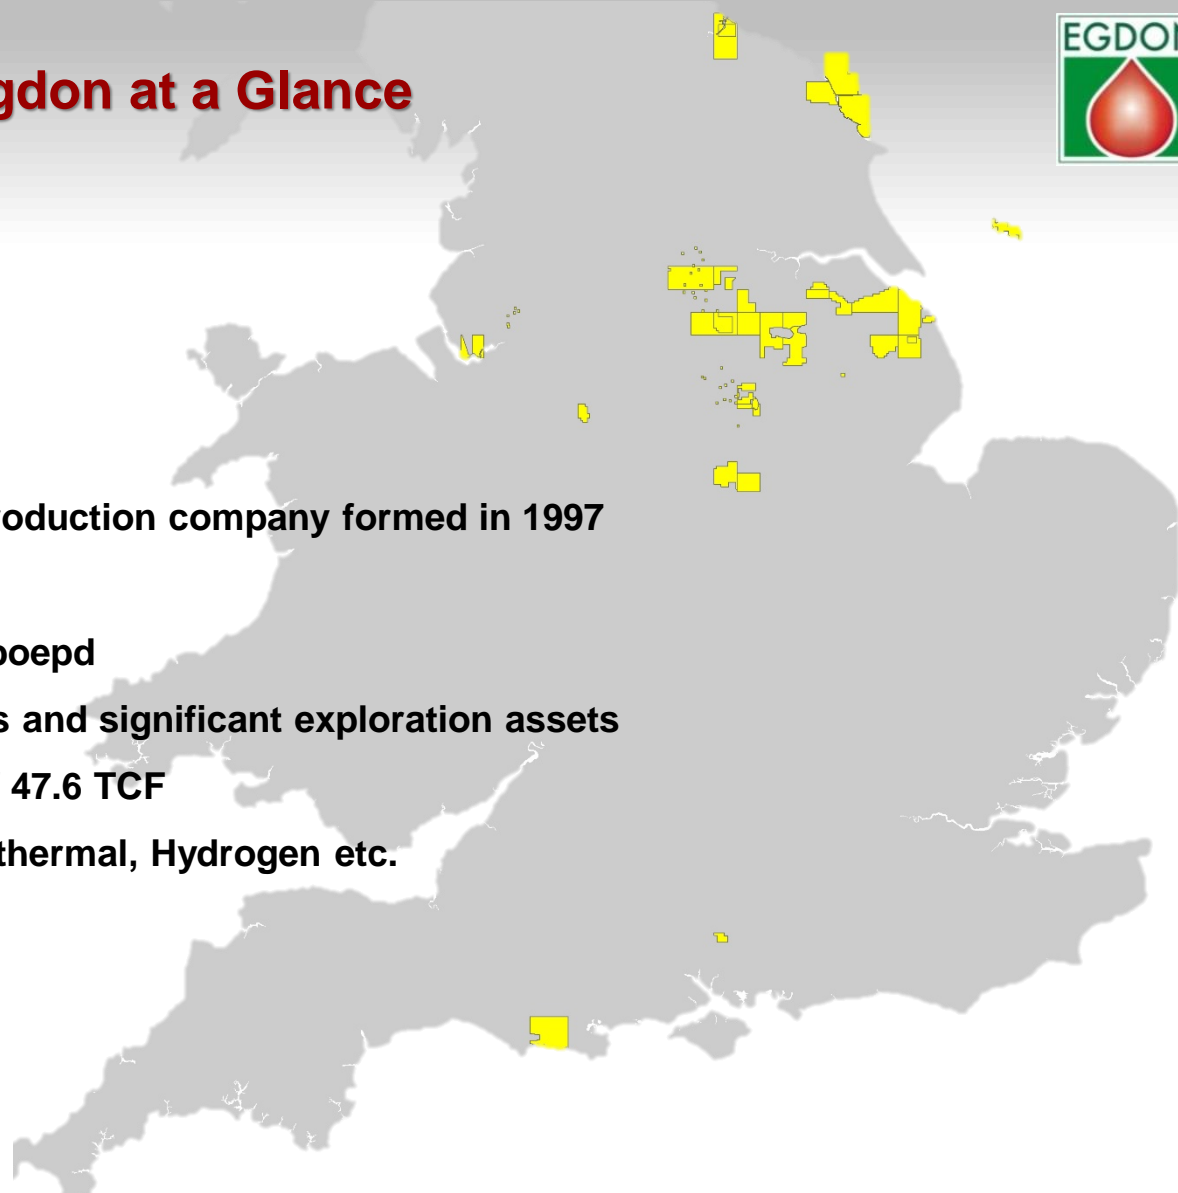 gdon at a Glance
EGDON
roduction company formed in 1997
boepd
s and significant exploration assets
47.6 TCF
thermal, Hydrogen etc.